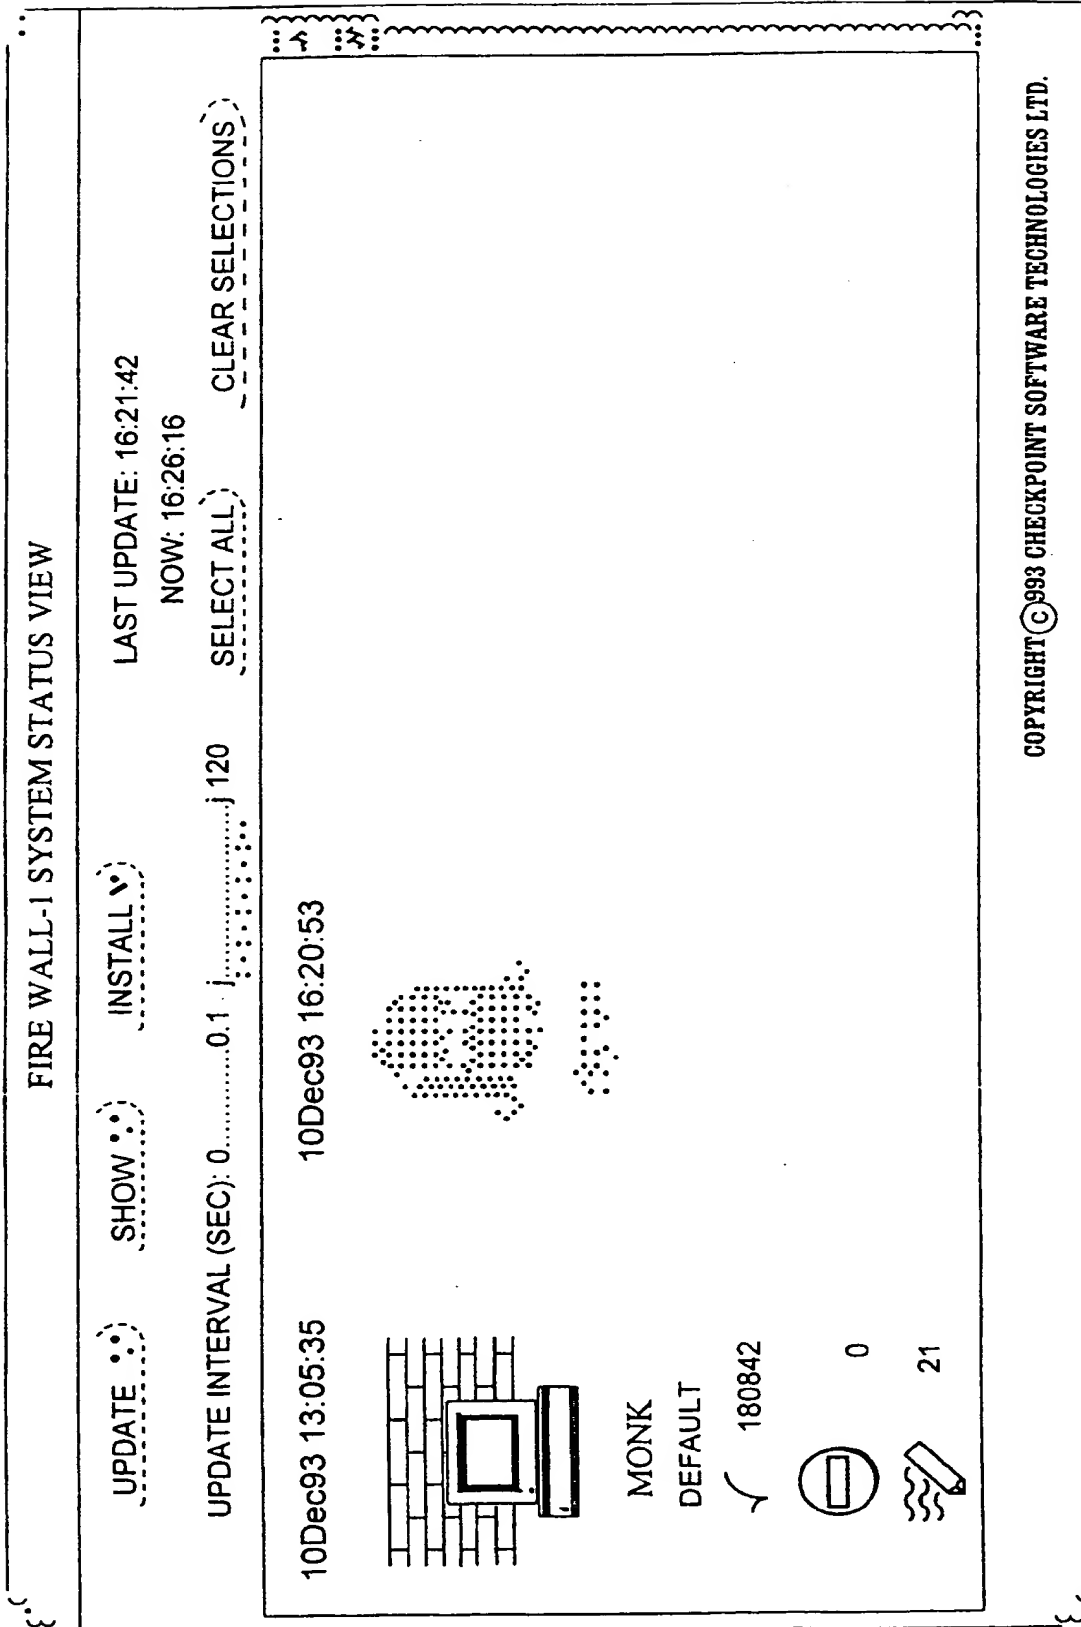 FIRE WALL-1 SYSTEM STATUS VIEW
UPDATE SHOW INSTALL LAST UPDATE: 16:21:42
NOW: 16:26:16
UPDATE INTERVAL (SEC): 0.............0.1 j....................j 120 SELECT ALL CLEAR SELECTIONS
10Dec93 13:05:35 10Dec93 16:20:53
MONK
DEFAULT
180842
0
21
COPYRIGHT © 993 CHECKPOINT SOFTWARE TECHNOLOGIES LTD.